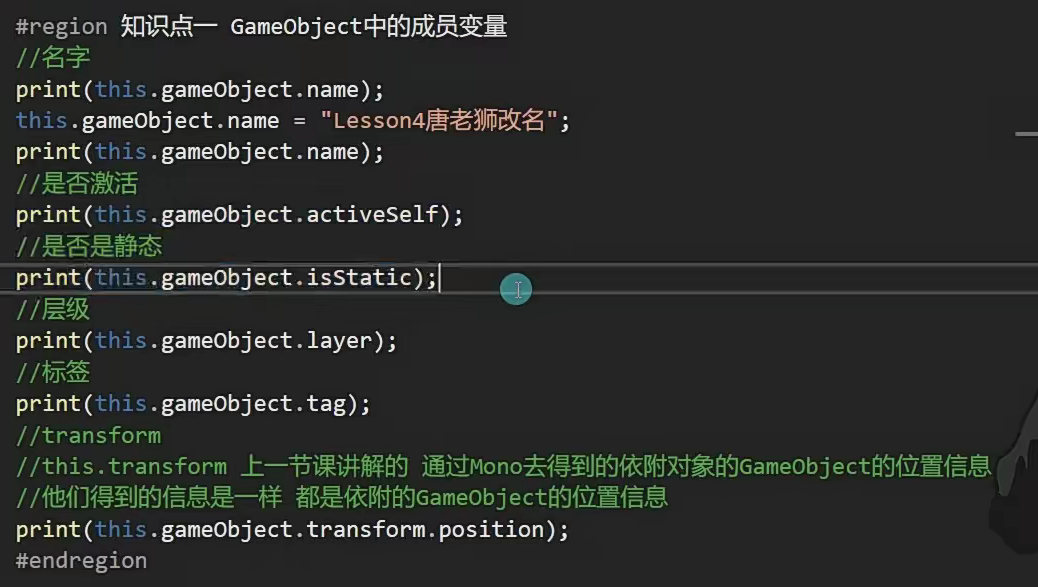 #region 知识点一 GameObject中的成员变量
//名字
print(this.gameObject.name);
this.gameObject.name = "Lesson4唐老狮改名";
print(this.gameObject.name);
//是否激活
print(this.gameObject.activeSelf);
//是否是静态
print(this.gameObject.isStatic);
//层级
print(this.gameObject.layer);
//标签
print(this.gameObject.tag);
//transform
//this.transform 上一节课讲解的 通过Mono去得到的依附对象的GameObject的位置信息
//他们得到的信息是一样 都是依附的GameObject的位置信息
print(this.gameObject.transform.position);
#endregion